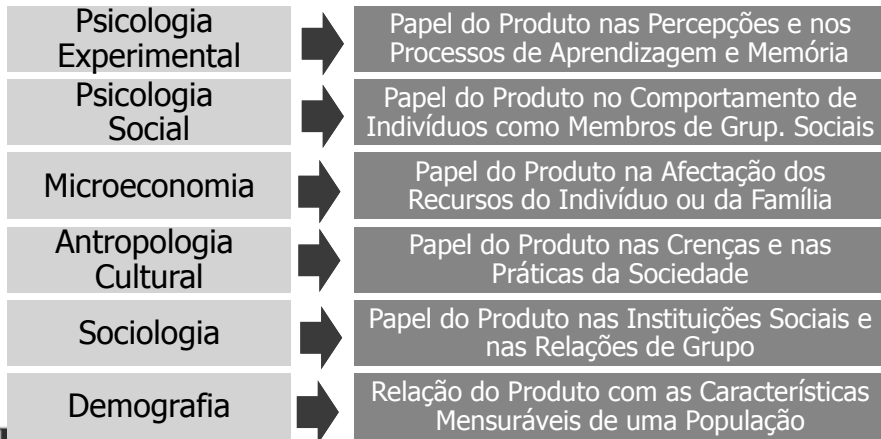 Psicologia
Experimental
Papel do Produto nas Percepções e nos
Processos de Aprendizagem e Memória
Psicologia
Social
Papel do Produto no Comportamento de
Indivíduos como Membros de Grup. Sociais
Microeconomia
Papel do Produto na Afectação dos
Recursos do Indivíduo ou da Família
Antropologia
Cultural
Papel do Produto nas Crenças e nas
Práticas da Sociedade
Sociologia
Papel do Produto nas Instituições Sociais e
nas Relações de Grupo
Demografia
Relação do Produto com as Características
Mensuráveis de uma População